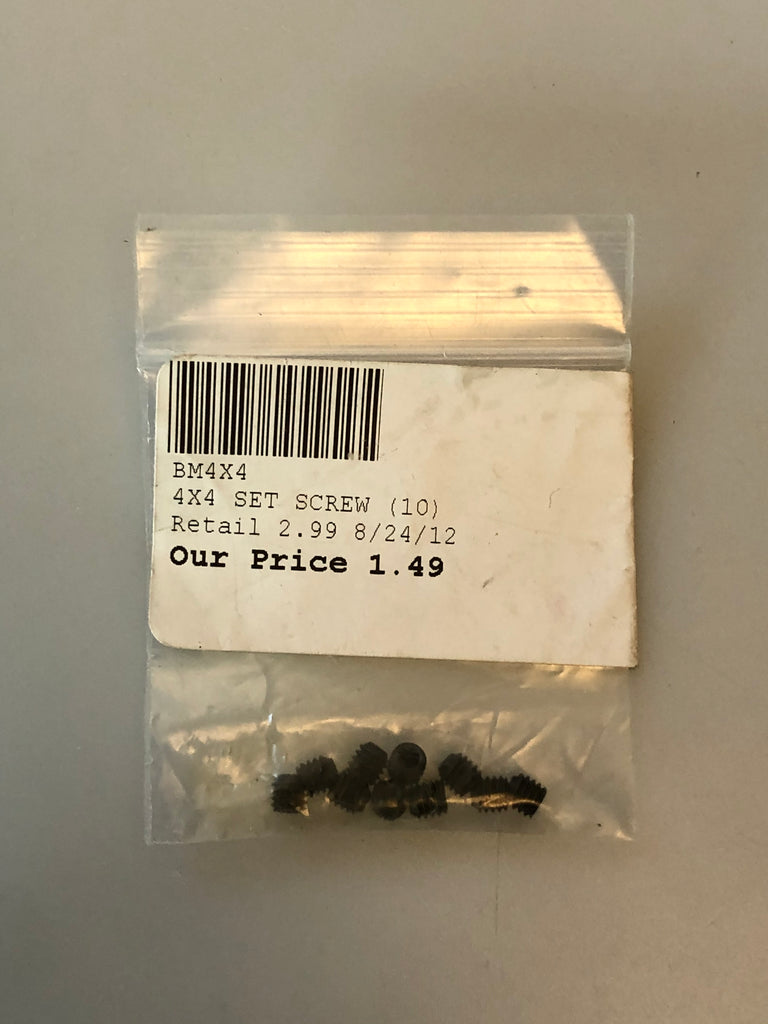 BM4X4
4X4 SET SCREW (10)
Retail 2.99 8/24/12
Our Price 1.49